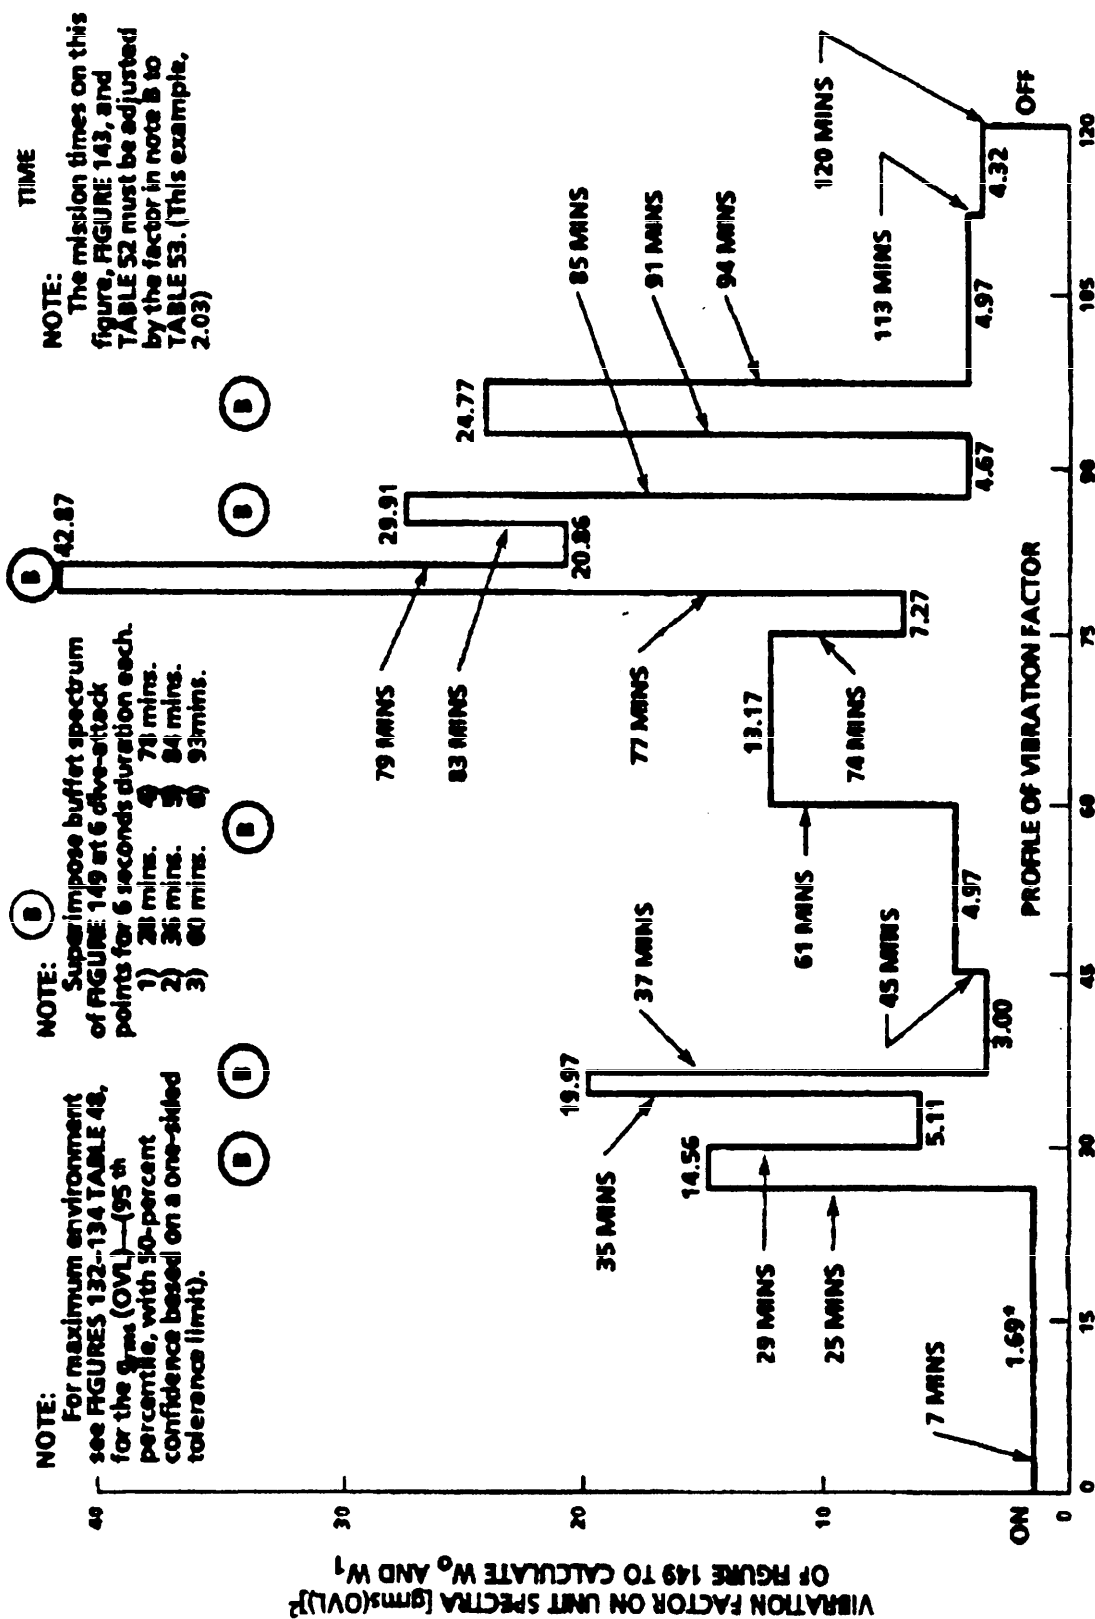 NOTE:
For maximum environment
see FIGURES 132-134 TABLE 48,
for the grms (OVL)—(95 th
percentile, with 50-percent
confidence based on a one-sided
tolerance limit).
NOTE: B
Superimpose buffet spectrum
of FIGURE 149 at 6 dive-attack
points for 6 seconds duration each.
1) 28 mins. 4) 78 mins.
2) 36 mins. 5) 84 mins.
3) 60 mins. 6) 93mins.
TIME
NOTE:
The mission times on this
figure, FIGURE 143, and
TABLE 52 must be adjusted
by the factor in note B to
TABLE 53. (This example,
2.03)
B
B
B
B
B
B
VIBRATION FACTOR ON UNIT SPECTRA [grms(OVL)]²
OF FIGURE 149 TO CALCULATE W₀ AND W₁
40
30
20
10
0
ON
7 MINS
1.69*
25 MINS
29 MINS
14.56
35 MINS
5.11
19.97
37 MINS
3.00
45 MINS
4.97
61 MINS
13.17
74 MINS
7.27
77 MINS
42.87
79 MINS
20.86
83 MINS
29.91
85 MINS
4.67
91 MINS
24.77
94 MINS
4.97
113 MINS
4.32
120 MINS
OFF
0 15 30 45 60 75 90 105 120
PROFILE OF VIBRATION FACTOR